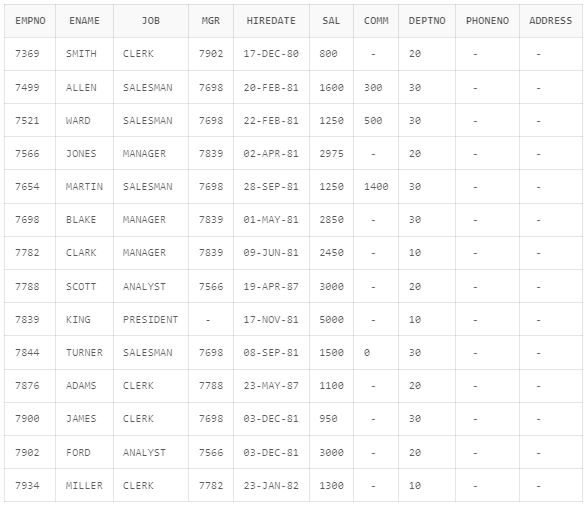 EMPNO ENAME JOB MGR HIREDATE SAL COMM DEPTNO PHONENO ADDRESS
7369 SMITH CLERK 7902 17-DEC-80 800 - 20 - -
7499 ALLEN SALESMAN 7698 20-FEB-81 1600 300 30 - -
7521 WARD SALESMAN 7698 22-FEB-81 1250 500 30 - -
7566 JONES MANAGER 7839 02-APR-81 2975 - 20 - -
7654 MARTIN SALESMAN 7698 28-SEP-81 1250 1400 30 - -
7698 BLAKE MANAGER 7839 01-MAY-81 2850 - 30 - -
7782 CLARK MANAGER 7839 09-JUN-81 2450 - 10 - -
7788 SCOTT ANALYST 7566 19-APR-87 3000 - 20 - -
7839 KING PRESIDENT - 17-NOV-81 5000 - 10 - -
7844 TURNER SALESMAN 7698 08-SEP-81 1500 0 30 - -
7876 ADAMS CLERK 7788 23-MAY-87 1100 - 20 - -
7900 JAMES CLERK 7698 03-DEC-81 950 - 30 - -
7902 FORD ANALYST 7566 03-DEC-81 3000 - 20 - -
7934 MILLER CLERK 7782 23-JAN-82 1300 - 10 - -